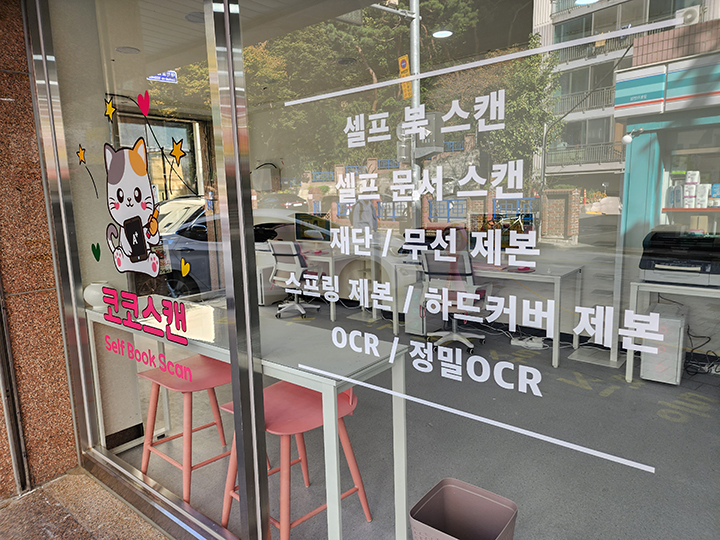 코코스캔
Self Book Scan
셀프 북 스캔
셀프 문서 스캔
재단 / 무선 제본
스프링 제본 / 하드커버 제본
OCR / 정밀OCR